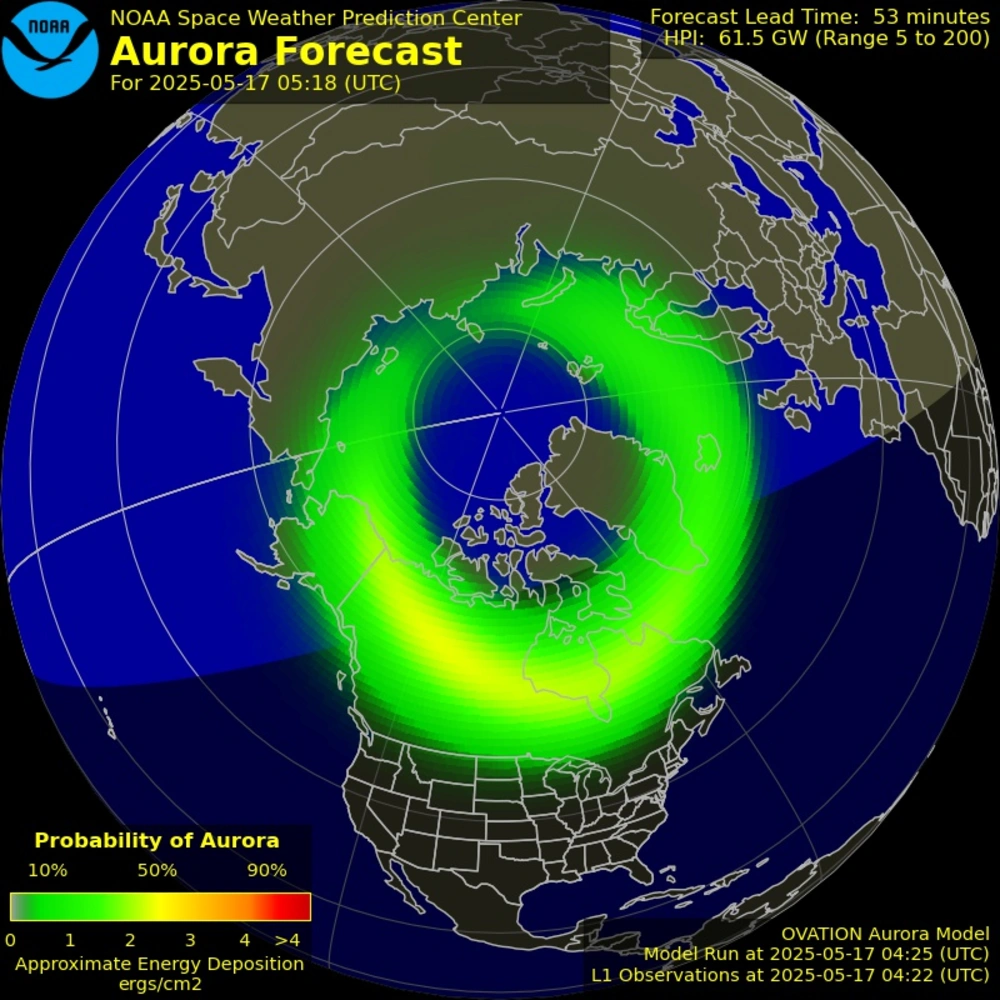 NOAA
NOAA Space Weather Prediction Center
Aurora Forecast
For 2025-05-17 05:18 (UTC)
Forecast Lead Time: 53 minutes
HPI: 61.5 GW (Range 5 to 200)
Probability of Aurora
10% 50% 90%
0 1 2 3 4 >4
Approximate Energy Deposition
ergs/cm2
OVATION Aurora Model
Model Run at 2025-05-17 04:25 (UTC)
L1 Observations at 2025-05-17 04:22 (UTC)